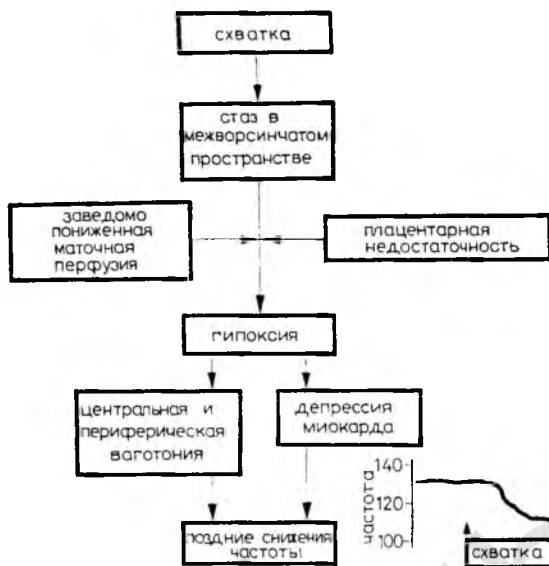 схватка
стаз в
межворсинчатом
пространстве
заведомо
пониженная
маточная
перфузия
плацентарная
недостаточность
гипоксия
центральная и
периферическая
ваготония
депрессия
миокарда
поздние снижения
частоты
частота
140
120
100
схватка